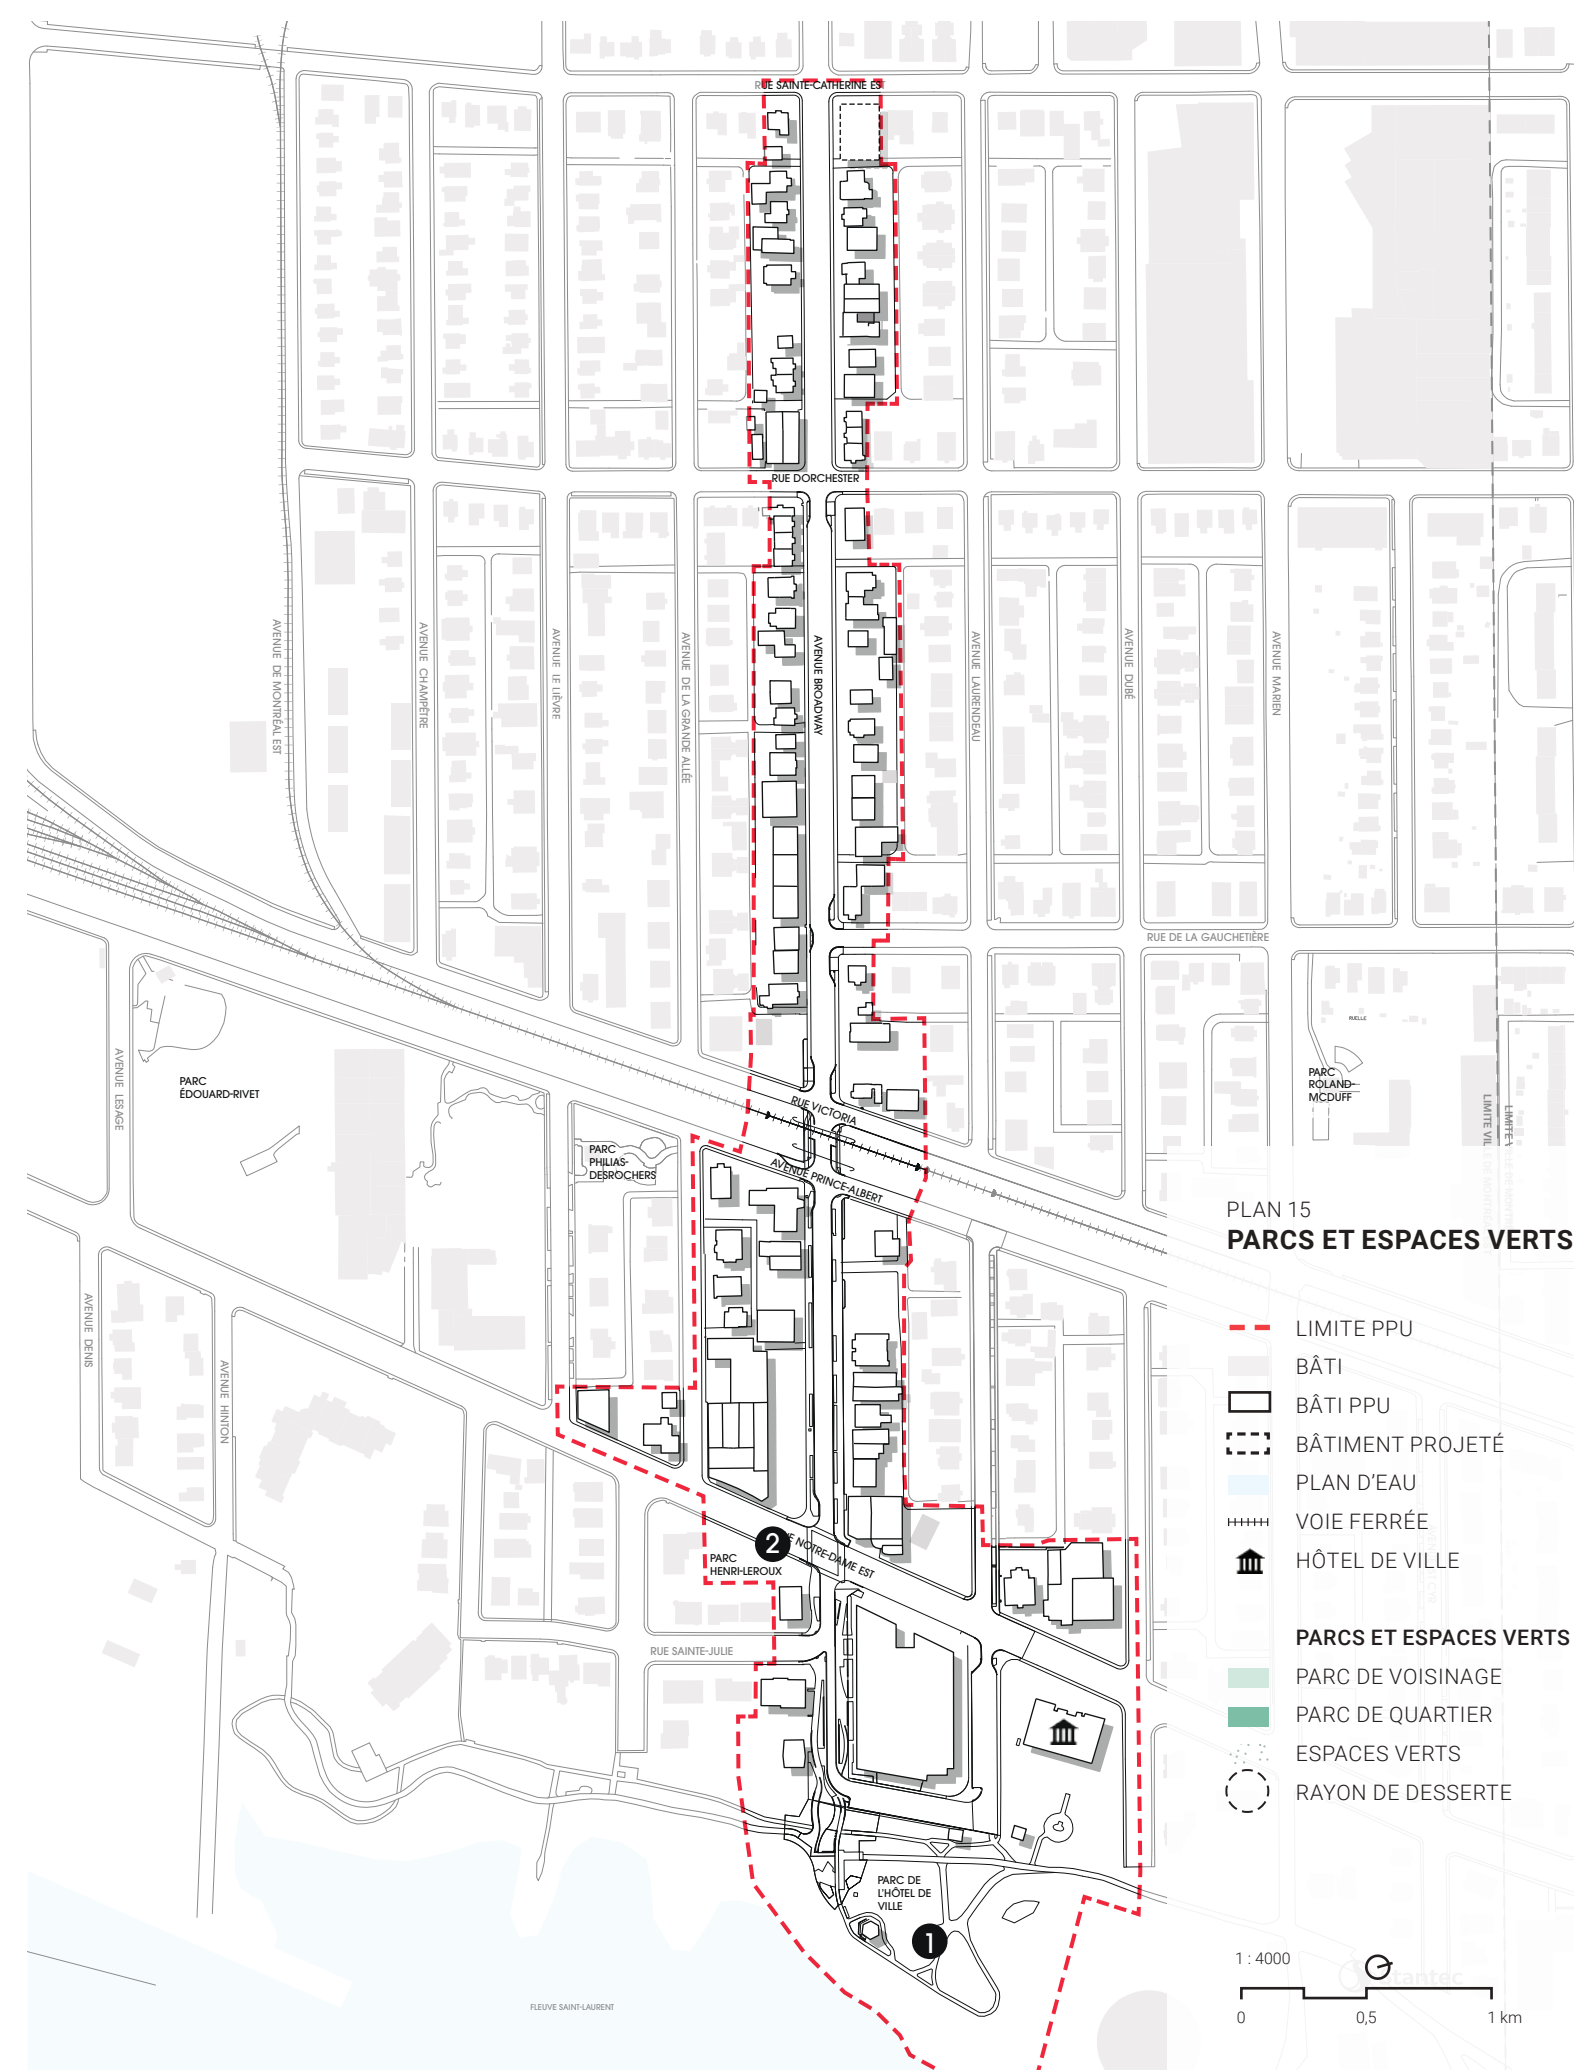 RUE SAINTE-CATHERINE EST
RUE DORCHESTER
AVENUE DE MONTRÉAL EST
AVENUE CHAMPÊTRE
AVENUE LE LIÈVRE
AVENUE DE LA GRANDE ALLÉE
AVENUE BROADWAY
AVENUE LAURENDEAU
AVENUE DUBÉ
AVENUE MARIEN
RUE DE LA GAUCHETIÈRE
RUELLE
AVENUE LESAGE
PARC
ÉDOUARD-RIVET
PARC
ROLAND-
MCDUFF
RUE VICTORIA
PARC
PHILIAS-
DESROCHERS
AVENUE PRINCE-ALBERT
AVENUE DENIS
AVENUE HINTON
2
RUE NOTRE-DAME EST
PARC
HENRI-LEROUX
RUE SAINTE-JULIE
PARC DE
L'HÔTEL DE
VILLE
1
FLEUVE SAINT-LAURENT
PLAN 15
PARCS ET ESPACES VERTS
LIMITE PPU
BÂTI
BÂTI PPU
BÂTIMENT PROJETÉ
PLAN D'EAU
VOIE FERRÉE
HÔTEL DE VILLE
PARCS ET ESPACES VERTS
PARC DE VOISINAGE
PARC DE QUARTIER
ESPACES VERTS
RAYON DE DESSERTE
1 : 4000
Stantec
0 0,5 1 km